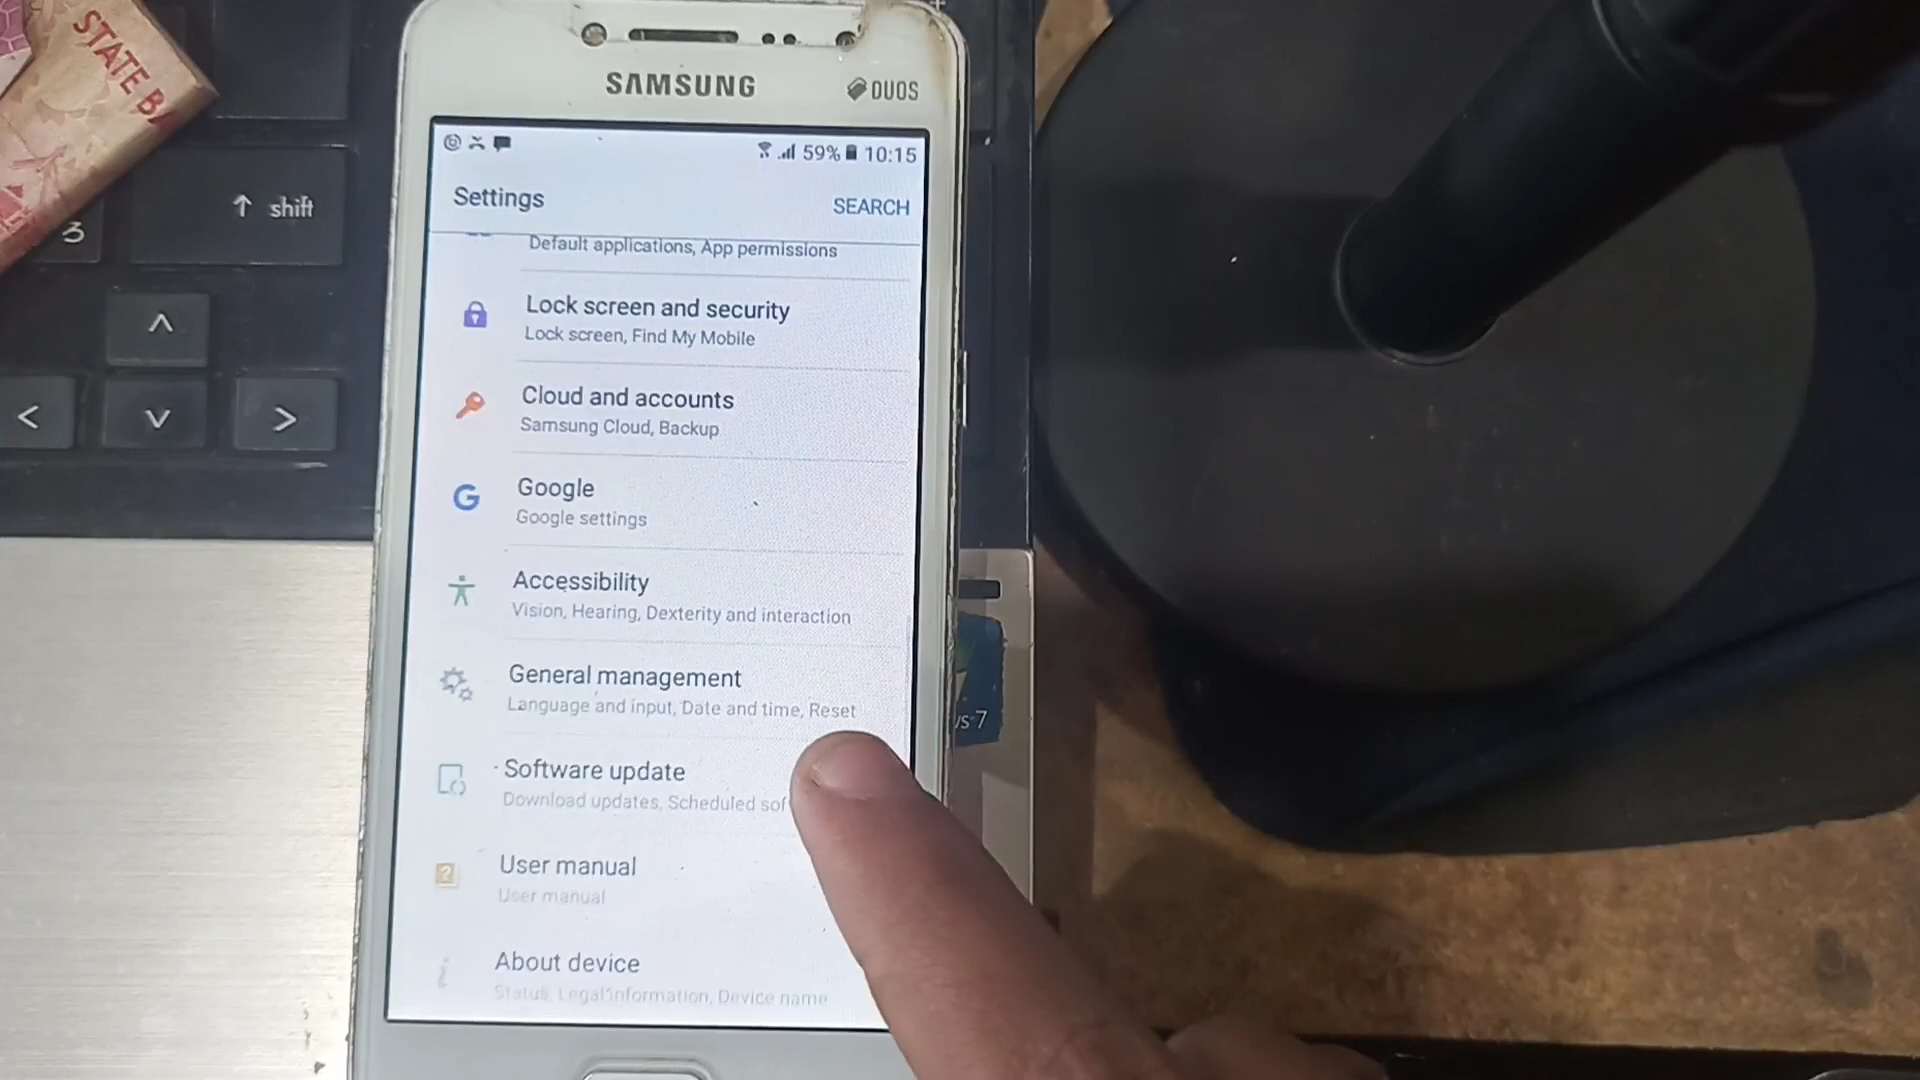 STATE B
SAMSUNG
DUOS
59% 10:15
↑ shift
3
Settings
SEARCH
Default applications, App permissions
Lock screen and security
Lock screen, Find My Mobile
Cloud and accounts
Samsung Cloud, Backup
G
Google
Google settings
Accessibility
Vision, Hearing, Dexterity and interaction
General management
Language and input, Date and time, Reset
Software update
Download updates, Scheduled sof
User manual
User manual
About device
Status, Legal information, Device name
7